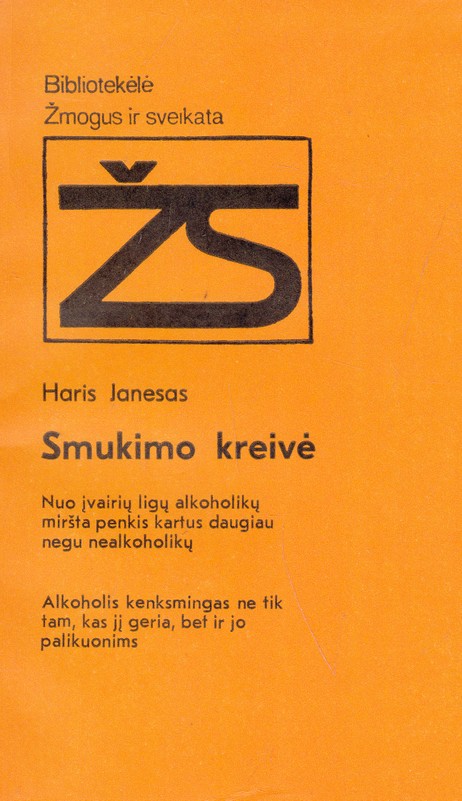 Bibliotekėlė
Žmogus ir sveikata
ŽS
Haris Janesas
Smukimo kreivė
Nuo įvairių ligų alkoholikų
miršta penkis kartus daugiau
negu nealkoholikų
Alkoholis kenksmingas ne tik
tam, kas jį geria, bet ir jo
palikuonims